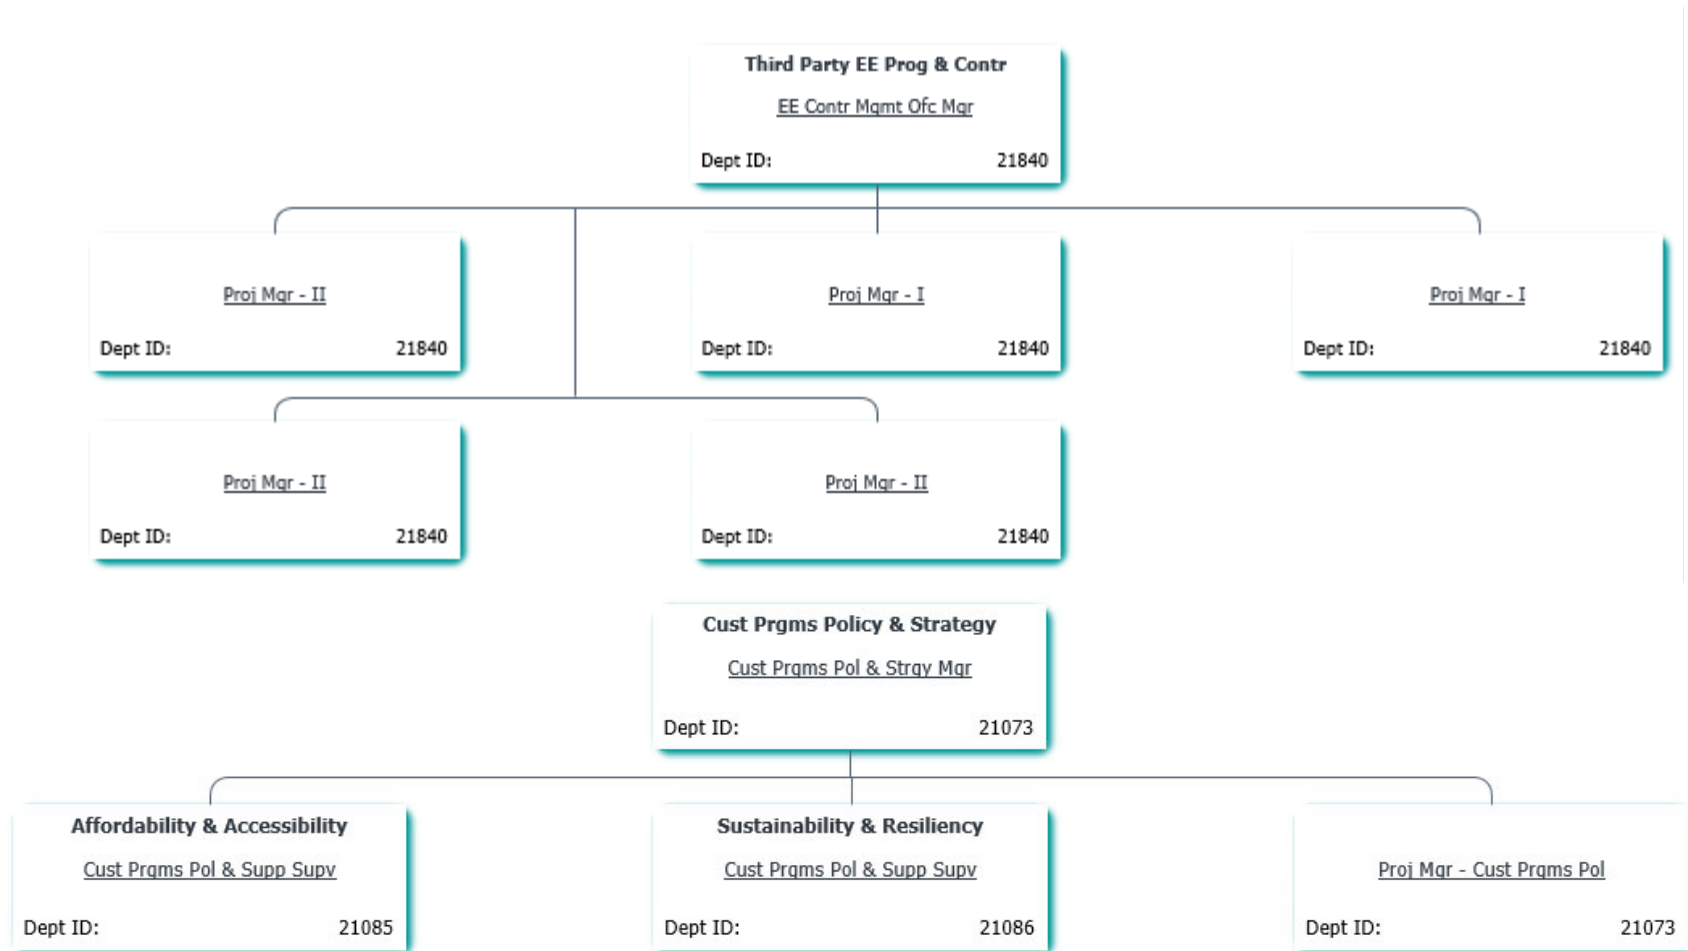 Third Party EE Prog & Contr
EE Contr Mgmt Ofc Mgr
Dept ID: 21840
Proj Mgr - II
Dept ID: 21840
Proj Mgr - I
Dept ID: 21840
Proj Mgr - I
Dept ID: 21840
Proj Mgr - II
Dept ID: 21840
Proj Mgr - II
Dept ID: 21840
Cust Prgms Policy & Strategy
Cust Prgms Pol & Strgy Mgr
Dept ID: 21073
Affordability & Accessibility
Cust Prgms Pol & Supp Supv
Dept ID: 21085
Sustainability & Resiliency
Cust Prgms Pol & Supp Supv
Dept ID: 21086
Proj Mgr - Cust Prgms Pol
Dept ID: 21073